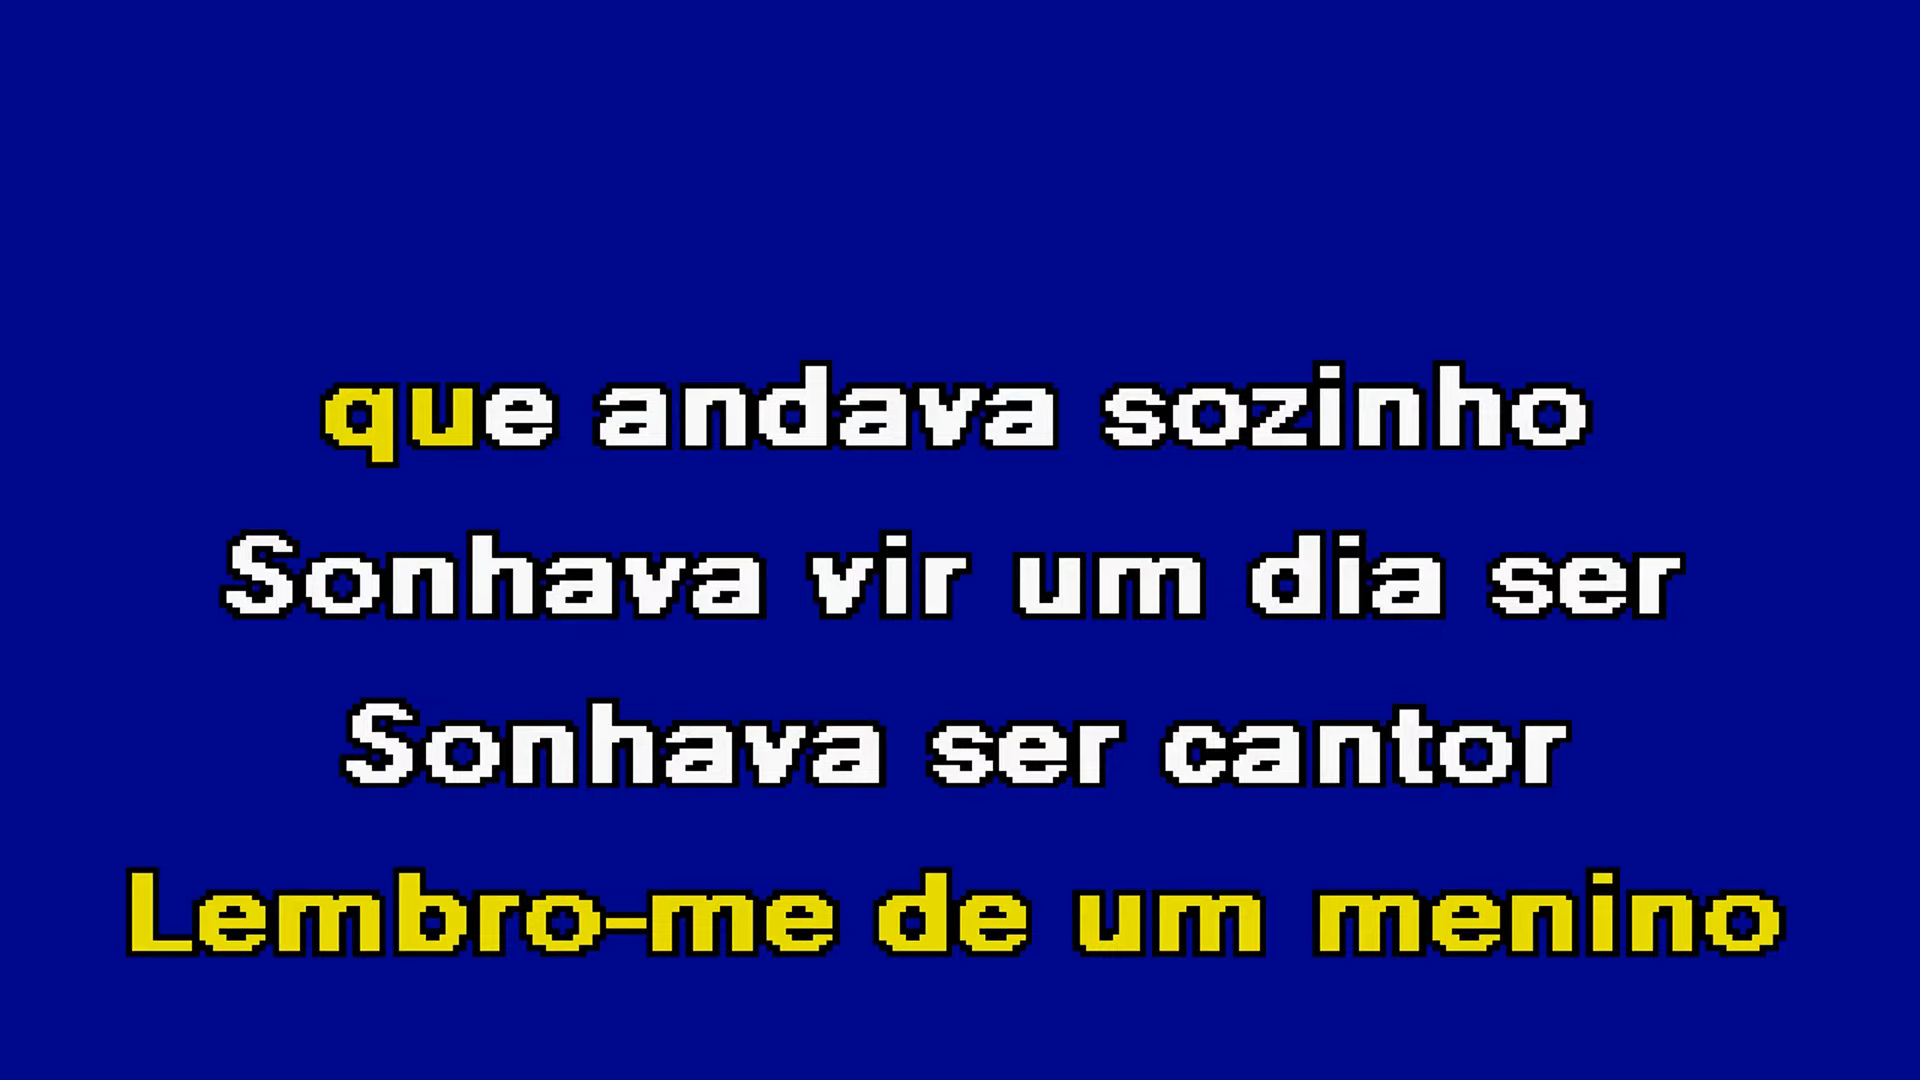 que andava sozinho
Sonhava vir um dia ser
Sonhava ser cantor
Lembro-me de um menino